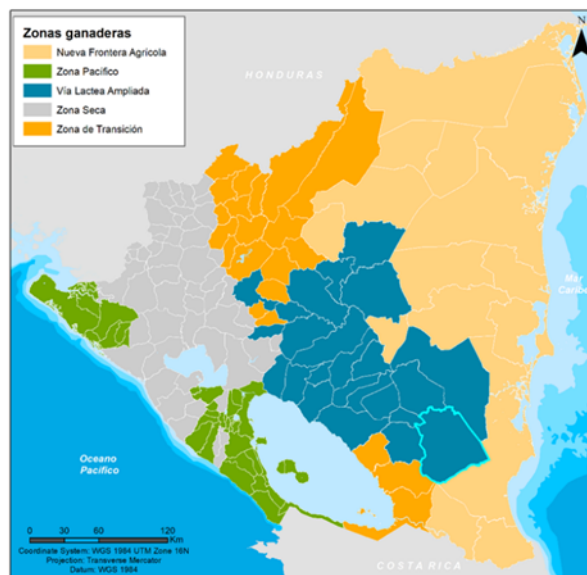 Zonas ganaderas
Nueva Frontera Agrícola
Zona Pacífico
Vía Lactea Ampliada
Zona Seca
Zona de Transición
N
HONDURAS
Mar
Caribe
Oceano
Pacífico
0 30 60 120
Km
Coordinate System: WGS 1984 UTM Zone 16N
Projection: Transverse Mercator
Datum: WGS 1984
COSTA RICA